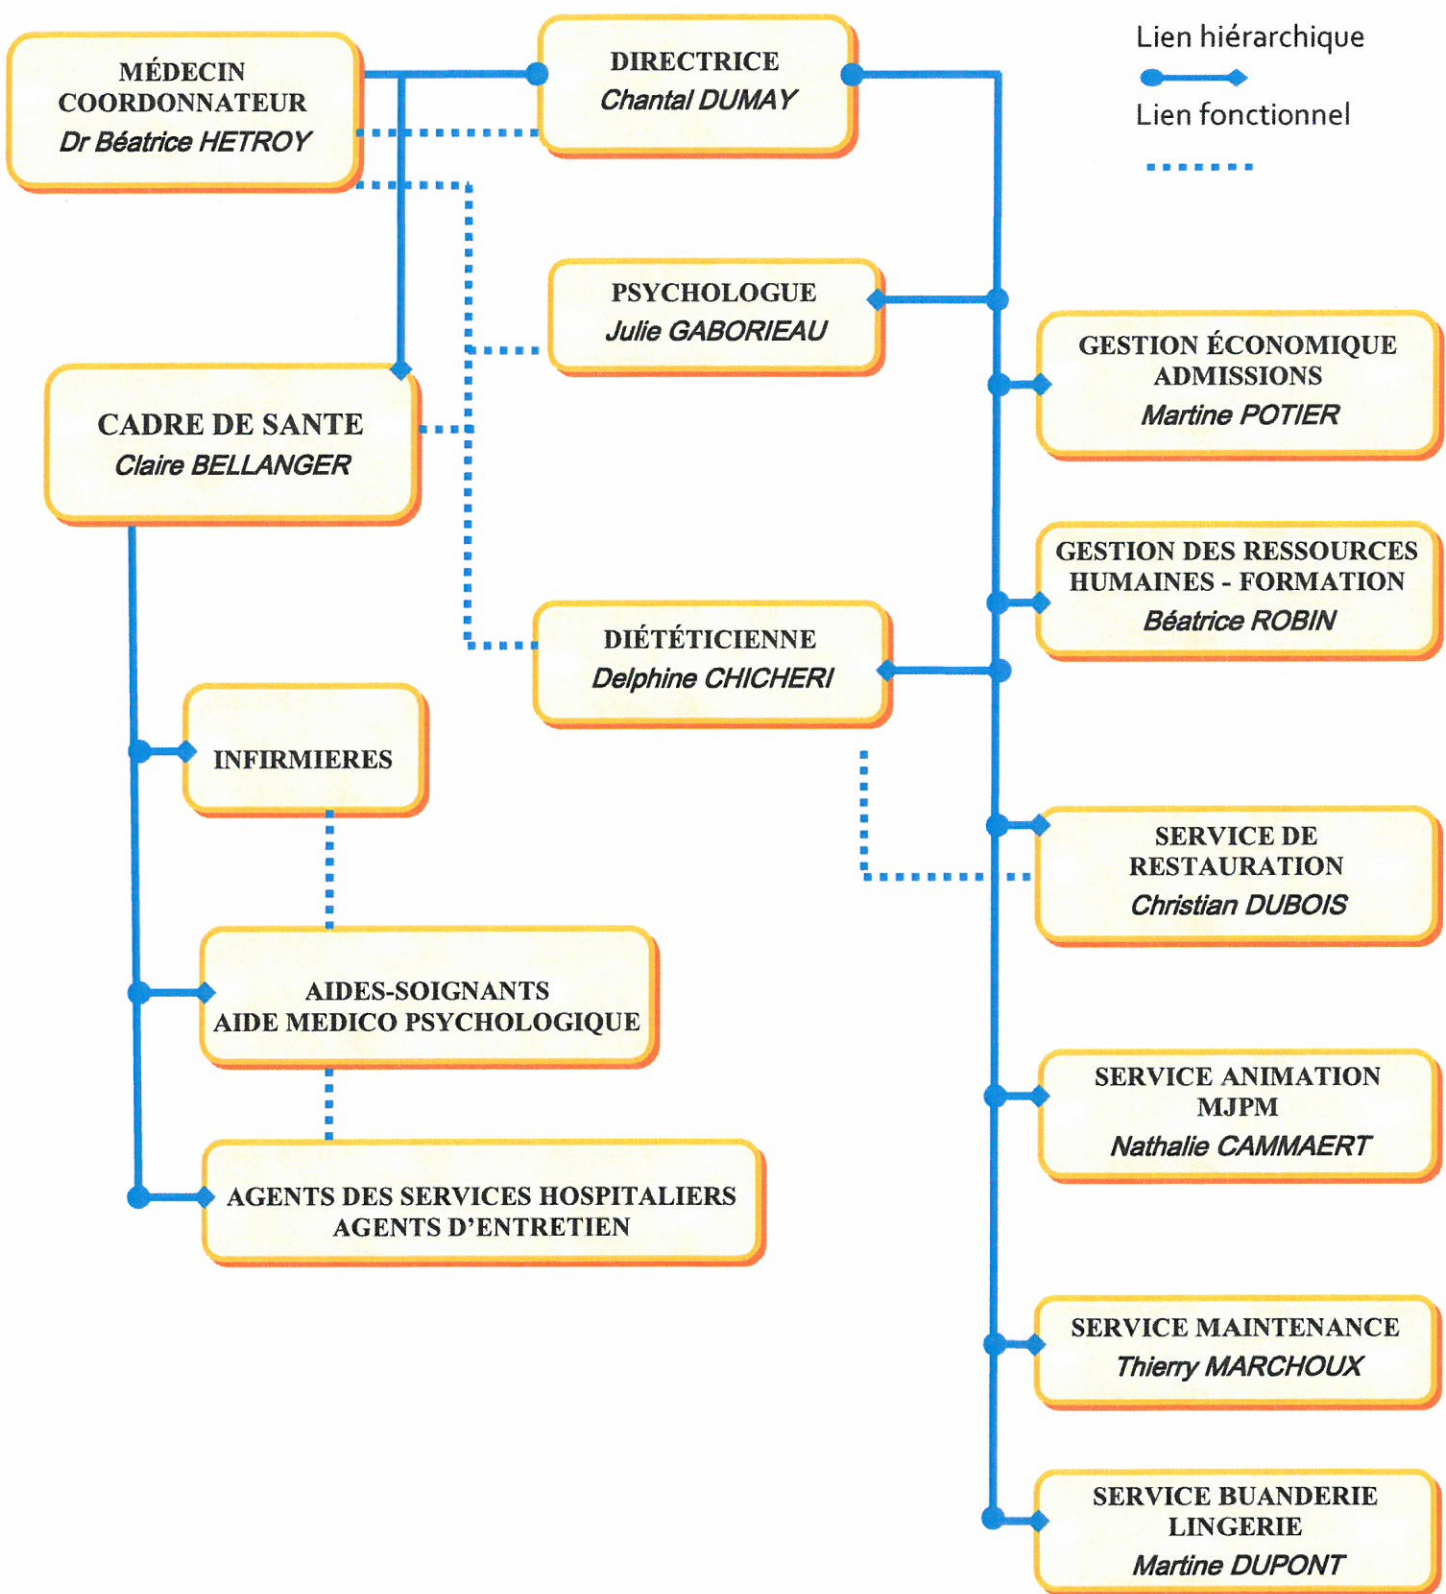 MÉDECIN
COORDONNATEUR
Dr Béatrice HETROY
DIRECTRICE
Chantal DUMAY
Lien hiérarchique
Lien fonctionnel
PSYCHOLOGUE
Julie GABORIEAU
GESTION ÉCONOMIQUE
ADMISSIONS
Martine POTIER
CADRE DE SANTE
Claire BELLANGER
GESTION DES RESSOURCES
HUMAINES - FORMATION
Béatrice ROBIN
DIÉTÉTICIENNE
Delphine CHICHERI
INFIRMIERES
SERVICE DE
RESTAURATION
Christian DUBOIS
AIDES-SOIGNANTS
AIDE MEDICO PSYCHOLOGIQUE
SERVICE ANIMATION
MJPM
Nathalie CAMMAERT
AGENTS DES SERVICES HOSPITALIERS
AGENTS D'ENTRETIEN
SERVICE MAINTENANCE
Thierry MARCHOUX
SERVICE BUANDERIE
LINGERIE
Martine DUPONT